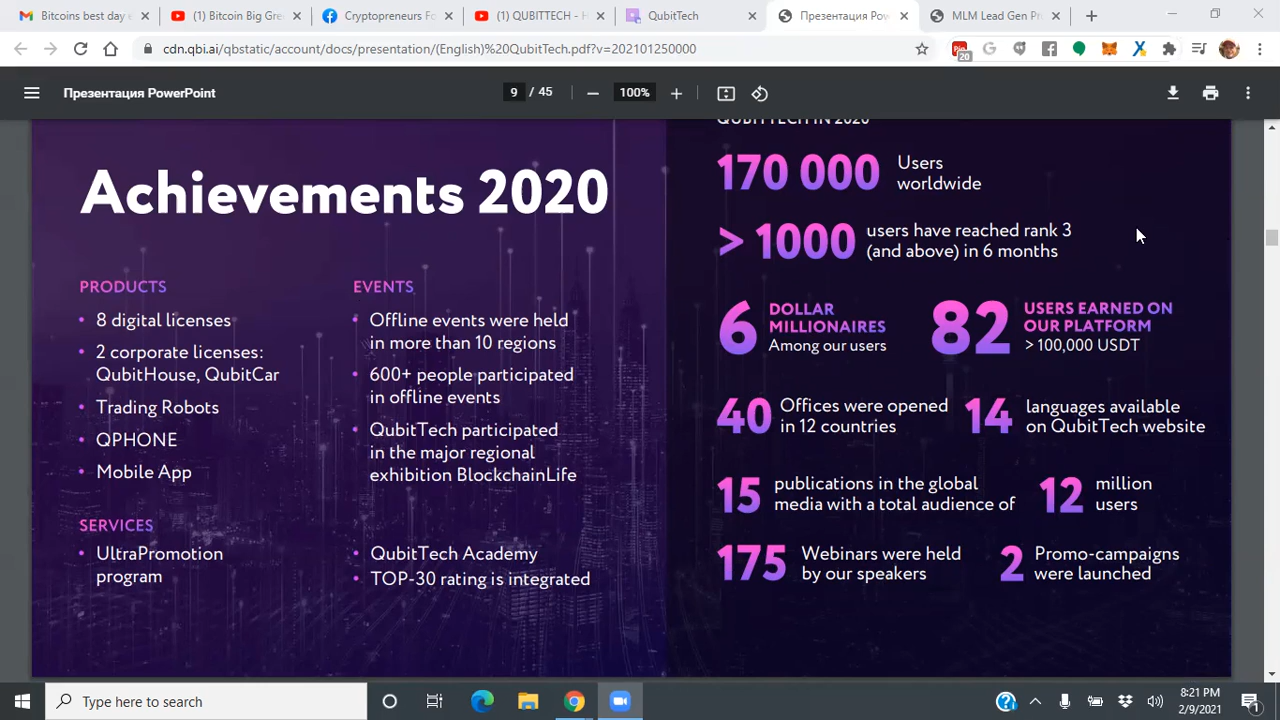 Bitcoins best day e
(1) Bitcoin Big Gre
Cryptopreneurs Fo
(1) QUBITTECH - H
QubitTech
Презентация Pow
MLM Lead Gen Pr
cdn.qbi.ai/qbstatic/account/docs/presentation/(English)%20QubitTech.pdf?v=202101250000
20
Презентация PowerPoint
9 / 45
100%
Achievements 2020
PRODUCTS
• 8 digital licenses
• 2 corporate licenses:
QubitHouse, QubitCar
• Trading Robots
• QPHONE
• Mobile App
SERVICES
• UltraPromotion
program
EVENTS
• Offline events were held
in more than 10 regions
600+ people participated
in offline events
QubitTech participated
in the major regional
exhibition BlockchainLife
• QubitTech Academy
• TOP-30 rating is integrated
QUBITTECH IN 2020
170 000 Users
worldwide
> 1000 users have reached rank 3
(and above) in 6 months
6 DOLLAR
MILLIONAIRES
Among our users
82 USERS EARNED ON
OUR PLATFORM
> 100,000 USDT
40 Offices were opened
in 12 countries
14 languages available
on QubitTech website
15 publications in the global
media with a total audience of
12 million
users
175 Webinars were held
by our speakers
2 Promo-campaigns
were launched
Type here to search
8:21 PM
2/9/2021
1